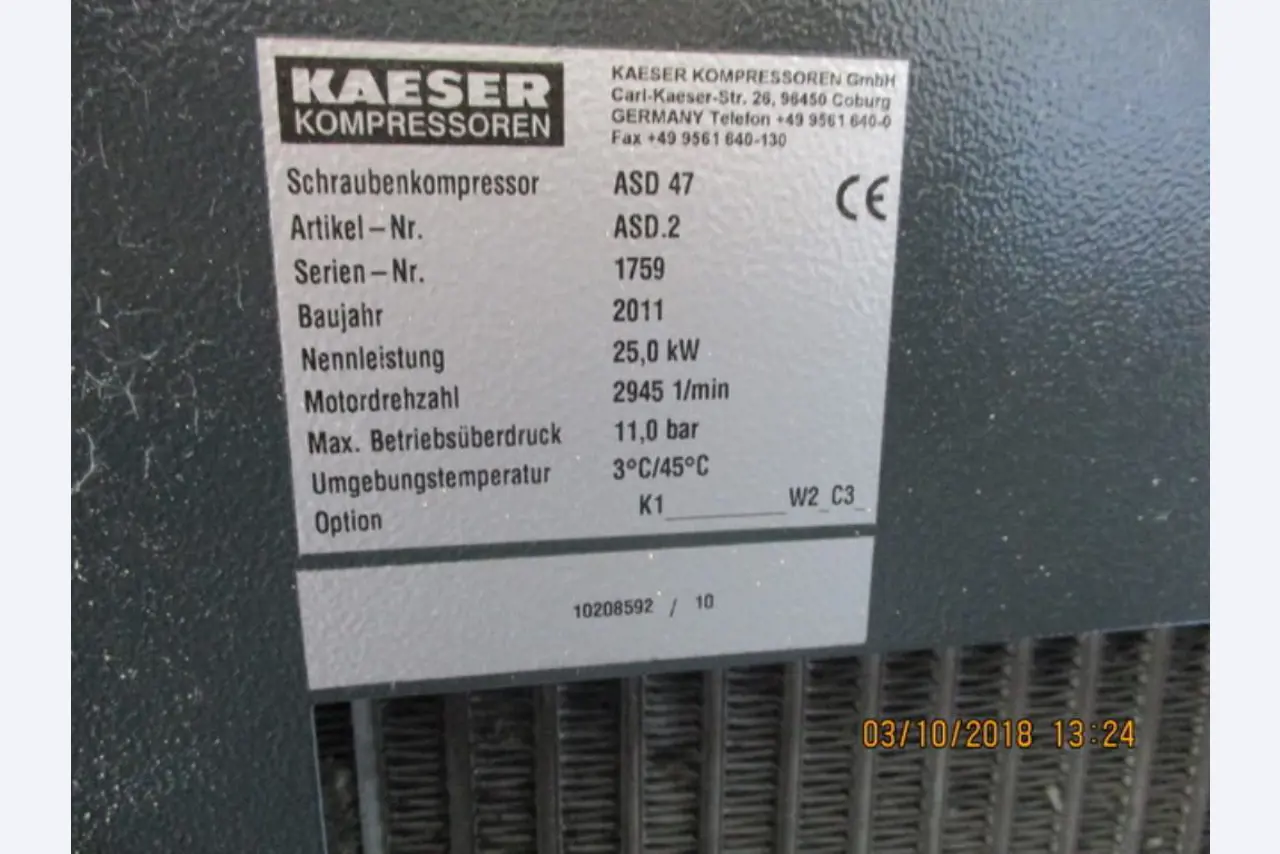 KAESER
KOMPRESSOREN
KAESER KOMPRESSOREN GmbH
Carl-Kaeser-Str. 26, 96450 Coburg
GERMANY Telefon +49 9561 640-0
Fax +49 9561 640-130
Schraubenkompressor ASD 47
CE
Artikel–Nr. ASD.2
Serien–Nr. 1759
Baujahr 2011
Nennleistung 25,0 kW
Motordrehzahl 2945 1/min
Max. Betriebsüberdruck 11,0 bar
Umgebungstemperatur 3°C/45°C
Option K1_________W2_C3_
10208592 / 10
03/10/2018 13:24